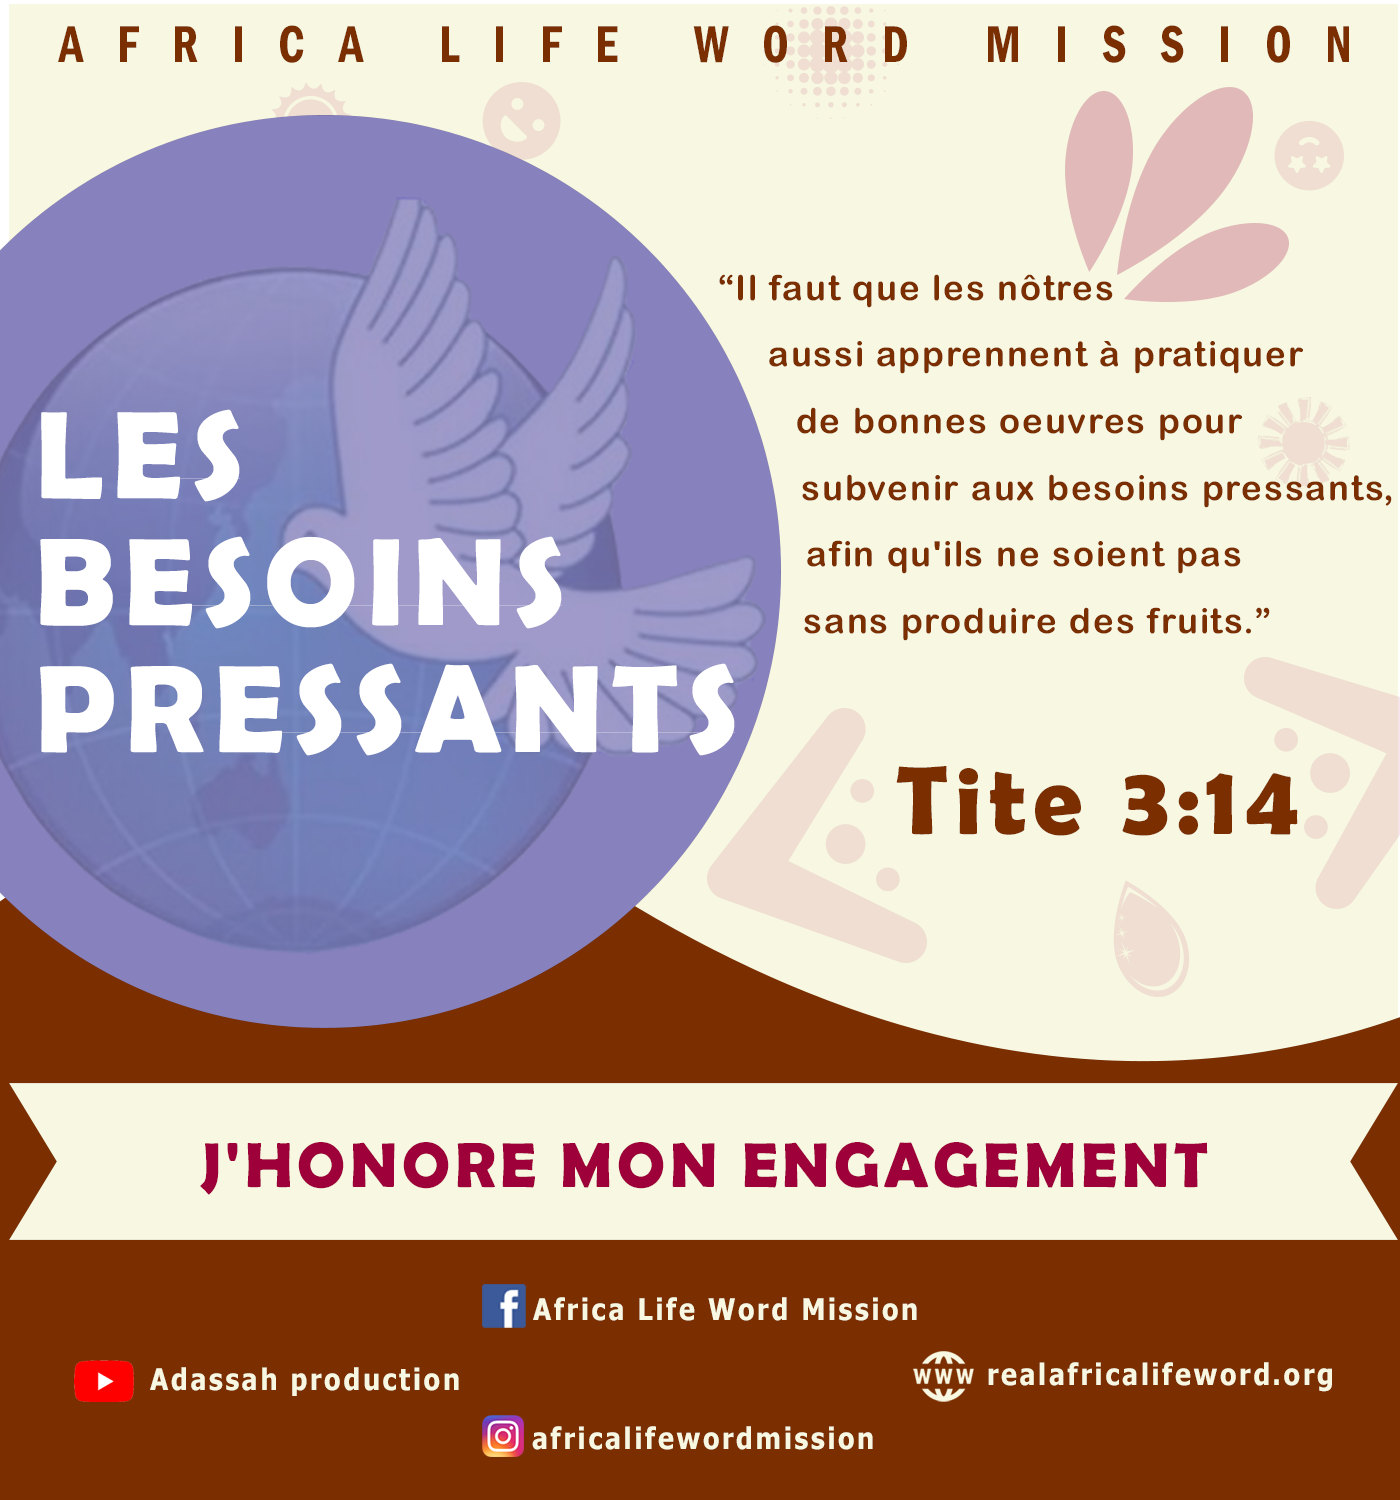 AFRICA LIFE WORD MISSION
“Il faut que les nôtres
aussi apprennent à pratiquer
de bonnes oeuvres pour
subvenir aux besoins pressants,
afin qu'ils ne soient pas
sans produire des fruits.”
LES
BESOINS
PRESSANTS
Tite 3:14
J'HONORE MON ENGAGEMENT
f Africa Life Word Mission
Adassah production
www realafricalifeword.org
africalifewordmission